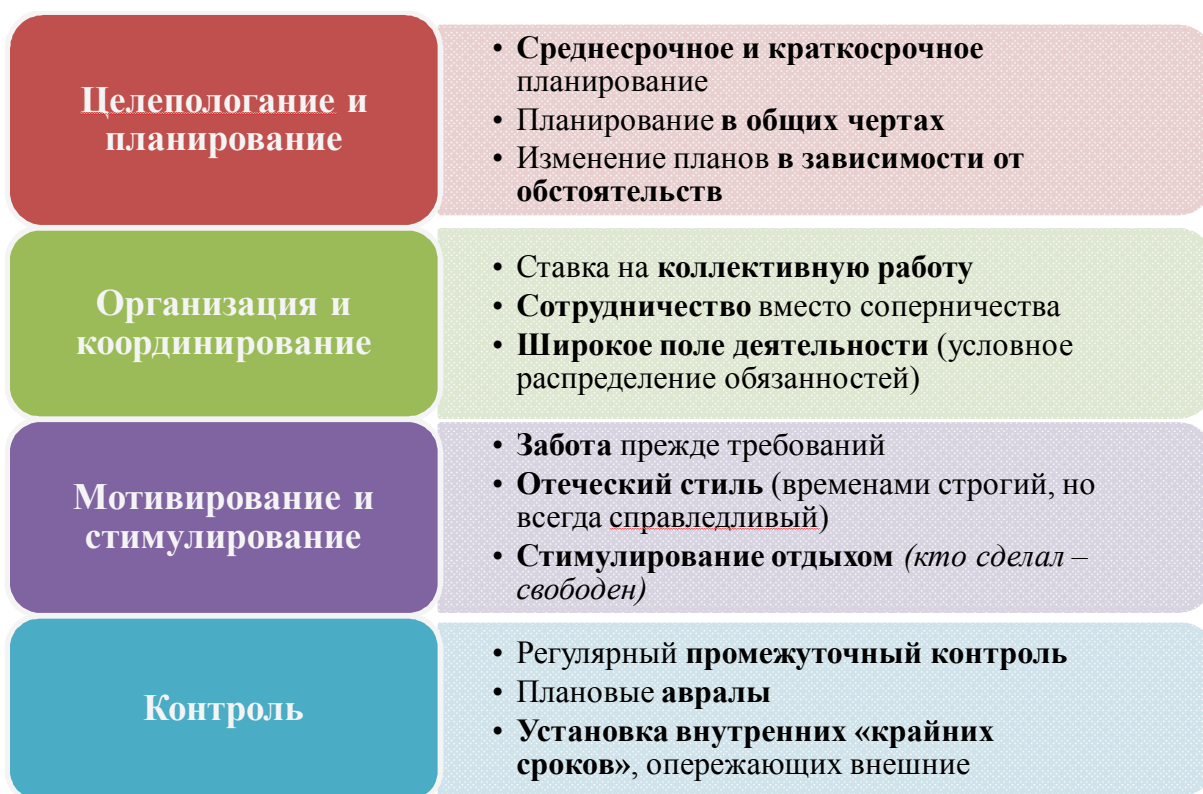 Целепологание и
планирование
• Среднесрочное и краткосрочное
планирование
• Планирование в общих чертах
• Изменение планов в зависимости от
обстоятельств
Организация и
координирование
• Ставка на коллективную работу
• Сотрудничество вместо соперничества
• Широкое поле деятельности (условное
распределение обязанностей)
Мотивирование и
стимулирование
• Забота прежде требований
• Отеческий стиль (временами строгий, но
всегда справледливый)
• Стимулирование отдыхом (кто сделал –
свободен)
Контроль
• Регулярный промежуточный контроль
• Плановые авралы
• Установка внутренних «крайних
сроков», опережающих внешние